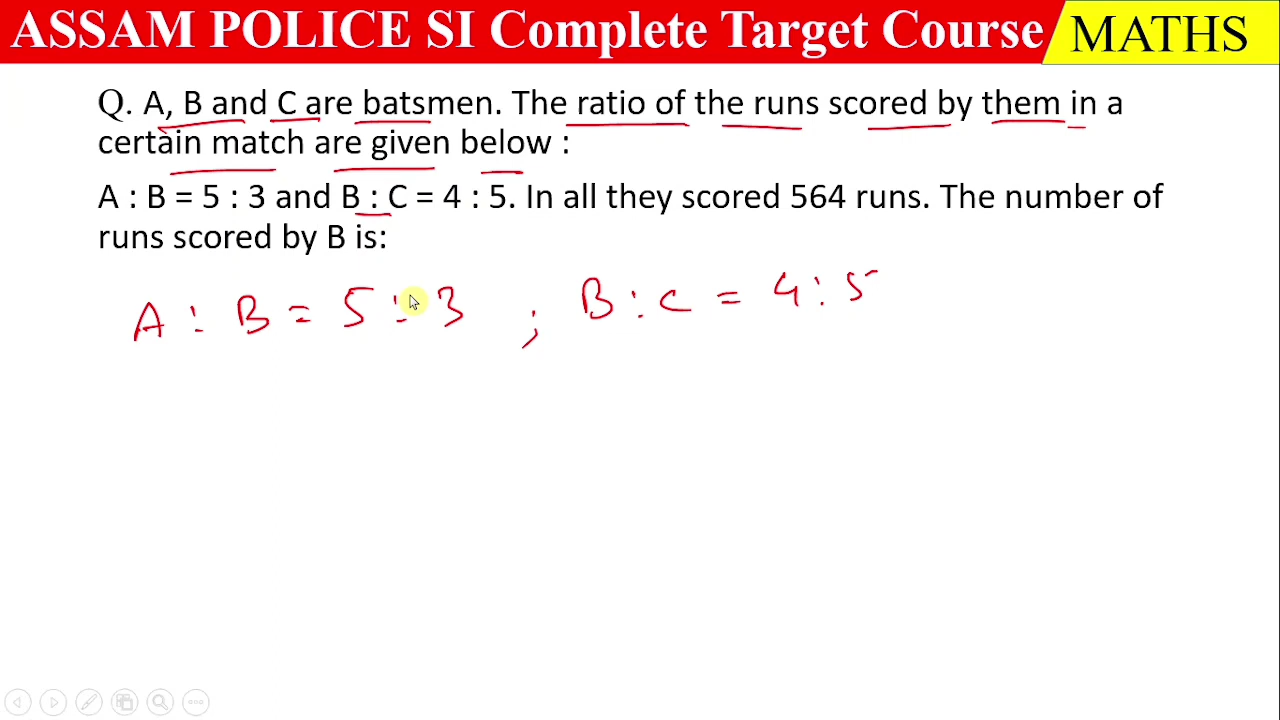 ASSAM POLICE SI Complete Target Course MATHS
Q. A, B and C are batsmen. The ratio of the runs scored by them in a
certain match are given below :
A : B = 5 : 3 and B : C = 4 : 5. In all they scored 564 runs. The number of
runs scored by B is:
A : B = 5 : 3 ; B : C = 4 : 5